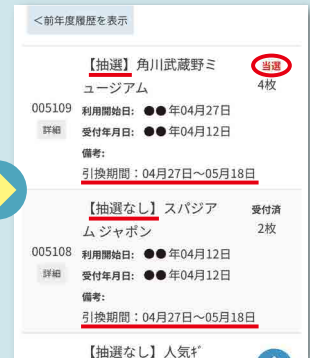 <前年度履歴を表示
【抽選】角川武蔵野ミュージアム
当選
4枚
005109
詳細
利用開始日: ●●年04月27日
受付年月日: ●●年04月12日
備考:
引換期間：04月27日～05月18日
【抽選なし】スパジアムジャポン
受付済
2枚
005108
詳細
利用開始日: ●●年04月12日
受付年月日: ●●年04月12日
備考:
引換期間：04月27日～05月18日
【抽選なし】人気ｷﾞ